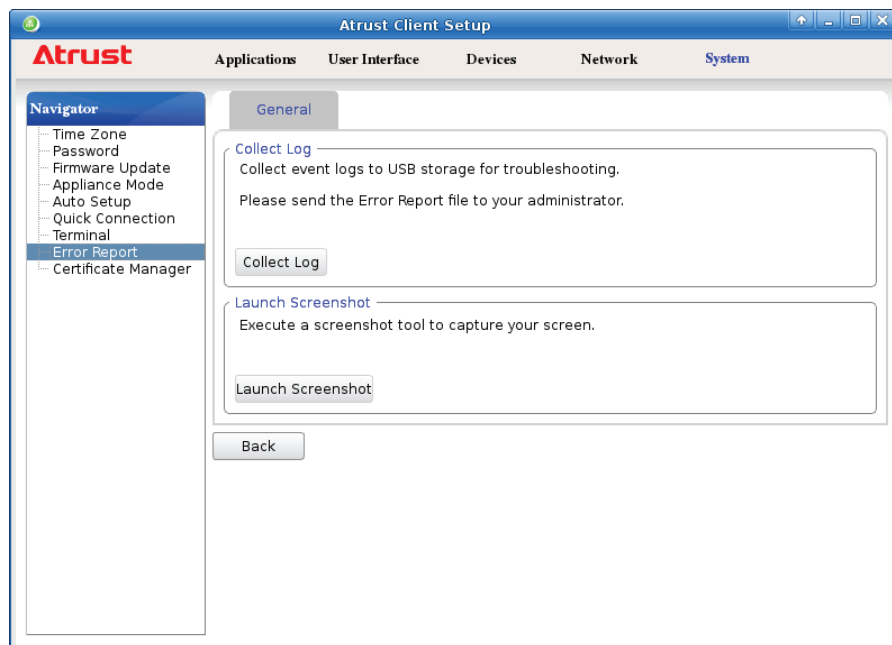 Atrust Client Setup
Atrust
Applications User Interface Devices Network System
Navigator
Time Zone
Password
Firmware Update
Appliance Mode
Auto Setup
Quick Connection
Terminal
Error Report
Certificate Manager
General
Collect Log
Collect event logs to USB storage for troubleshooting.
Please send the Error Report file to your administrator.
Collect Log
Launch Screenshot
Execute a screenshot tool to capture your screen.
Launch Screenshot
Back